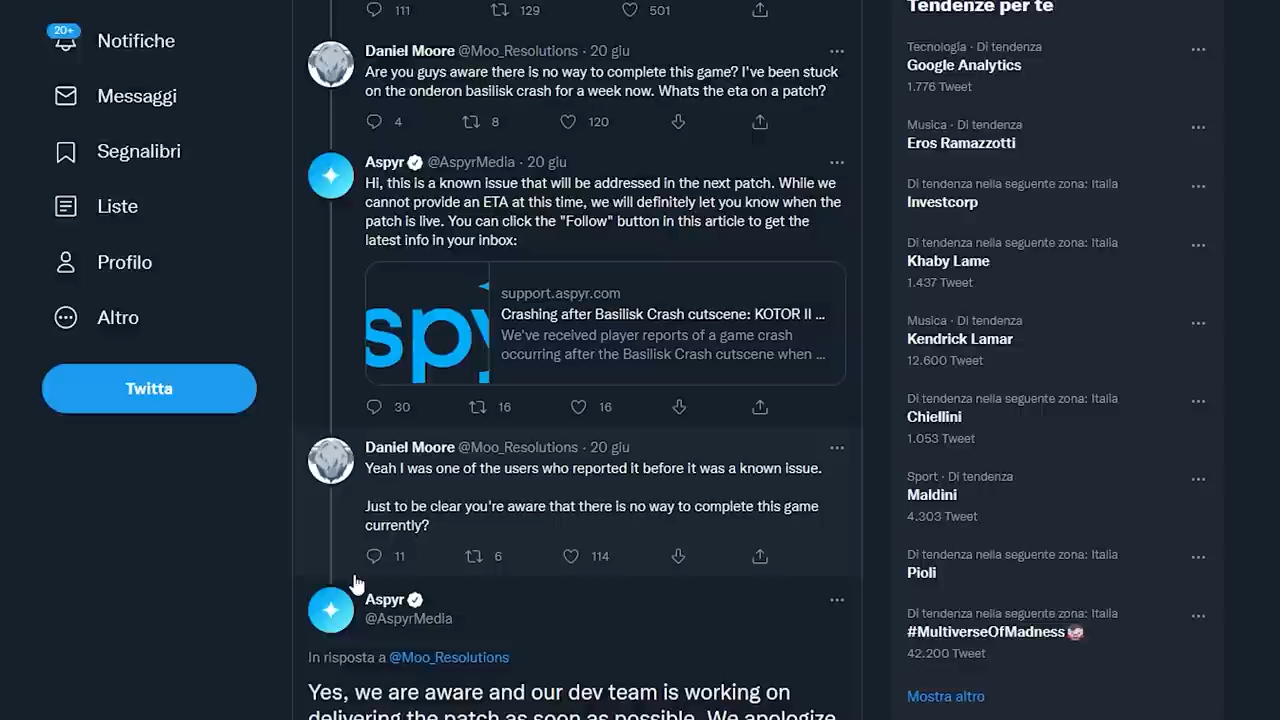 20+
Notifiche
Messaggi
Segnalibri
Liste
Profilo
Altro
Twitta
111 129 501
Daniel Moore @Moo_Resolutions · 20 giu
Are you guys aware there is no way to complete this game? I've been stuck
on the onderon basilisk crash for a week now. Whats the eta on a patch?
4 8 120
Aspyr @AspyrMedia · 20 giu
Hi, this is a known issue that will be addressed in the next patch. While we
cannot provide an ETA at this time, we will definitely let you know when the
patch is live. You can click the "Follow" button in this article to get the
latest info in your inbox:
spy
support.aspyr.com
Crashing after Basilisk Crash cutscene: KOTOR II ...
We've received player reports of a game crash
occurring after the Basilisk Crash cutscene when ...
30 16 16
Daniel Moore @Moo_Resolutions · 20 giu
Yeah I was one of the users who reported it before it was a known issue.
Just to be clear you're aware that there is no way to complete this game
currently?
11 6 114
Aspyr
@AspyrMedia
In risposta a @Moo_Resolutions
Yes, we are aware and our dev team is working on
delivering the patch as soon as possible. We apologize
Tendenze per te
Tecnologia · Di tendenza
Google Analytics
1.776 Tweet
Musica · Di tendenza
Eros Ramazzotti
Di tendenza nella seguente zona: Italia
Investcorp
Di tendenza nella seguente zona: Italia
Khaby Lame
1.437 Tweet
Musica · Di tendenza
Kendrick Lamar
12.600 Tweet
Di tendenza nella seguente zona: Italia
Chiellini
1.053 Tweet
Sport · Di tendenza
Maldini
4.303 Tweet
Di tendenza nella seguente zona: Italia
Pioli
Di tendenza nella seguente zona: Italia
#MultiverseOfMadness
42.200 Tweet
Mostra altro